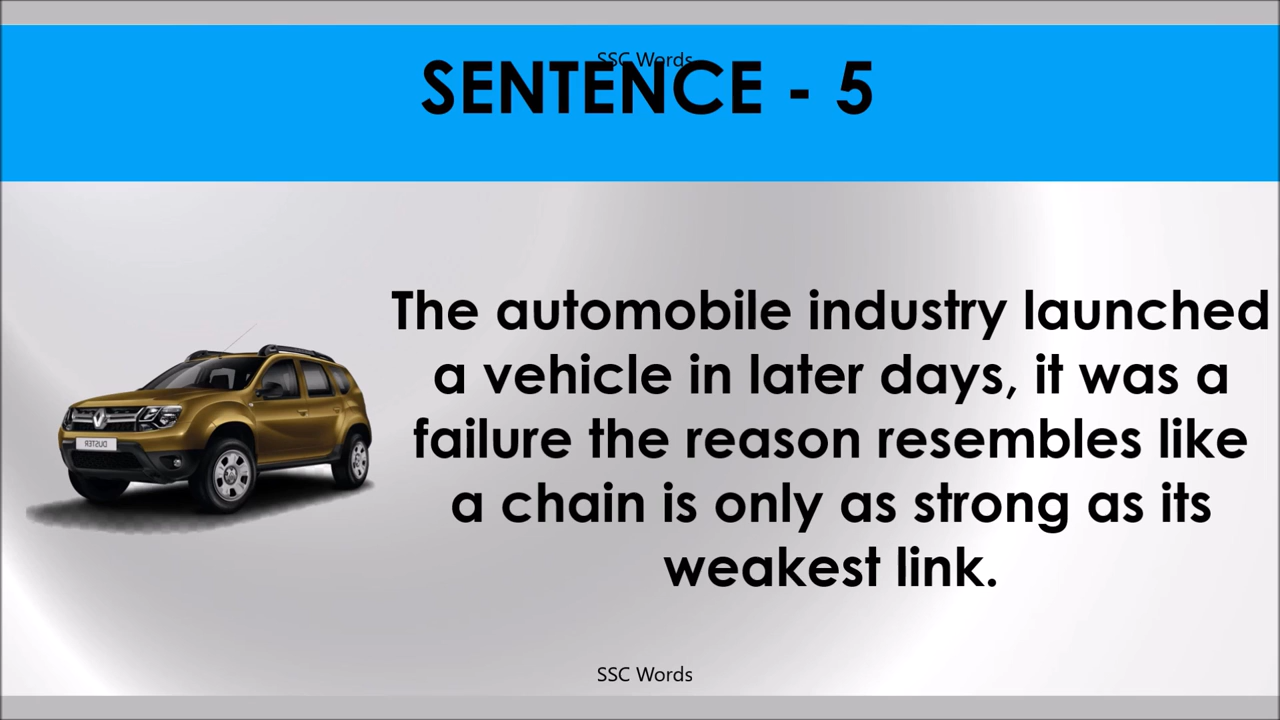 SSC Words
SENTENCE - 5
The automobile industry launched
a vehicle in later days, it was a
failure the reason resembles like
a chain is only as strong as its
weakest link.
DUSTER
SSC Words